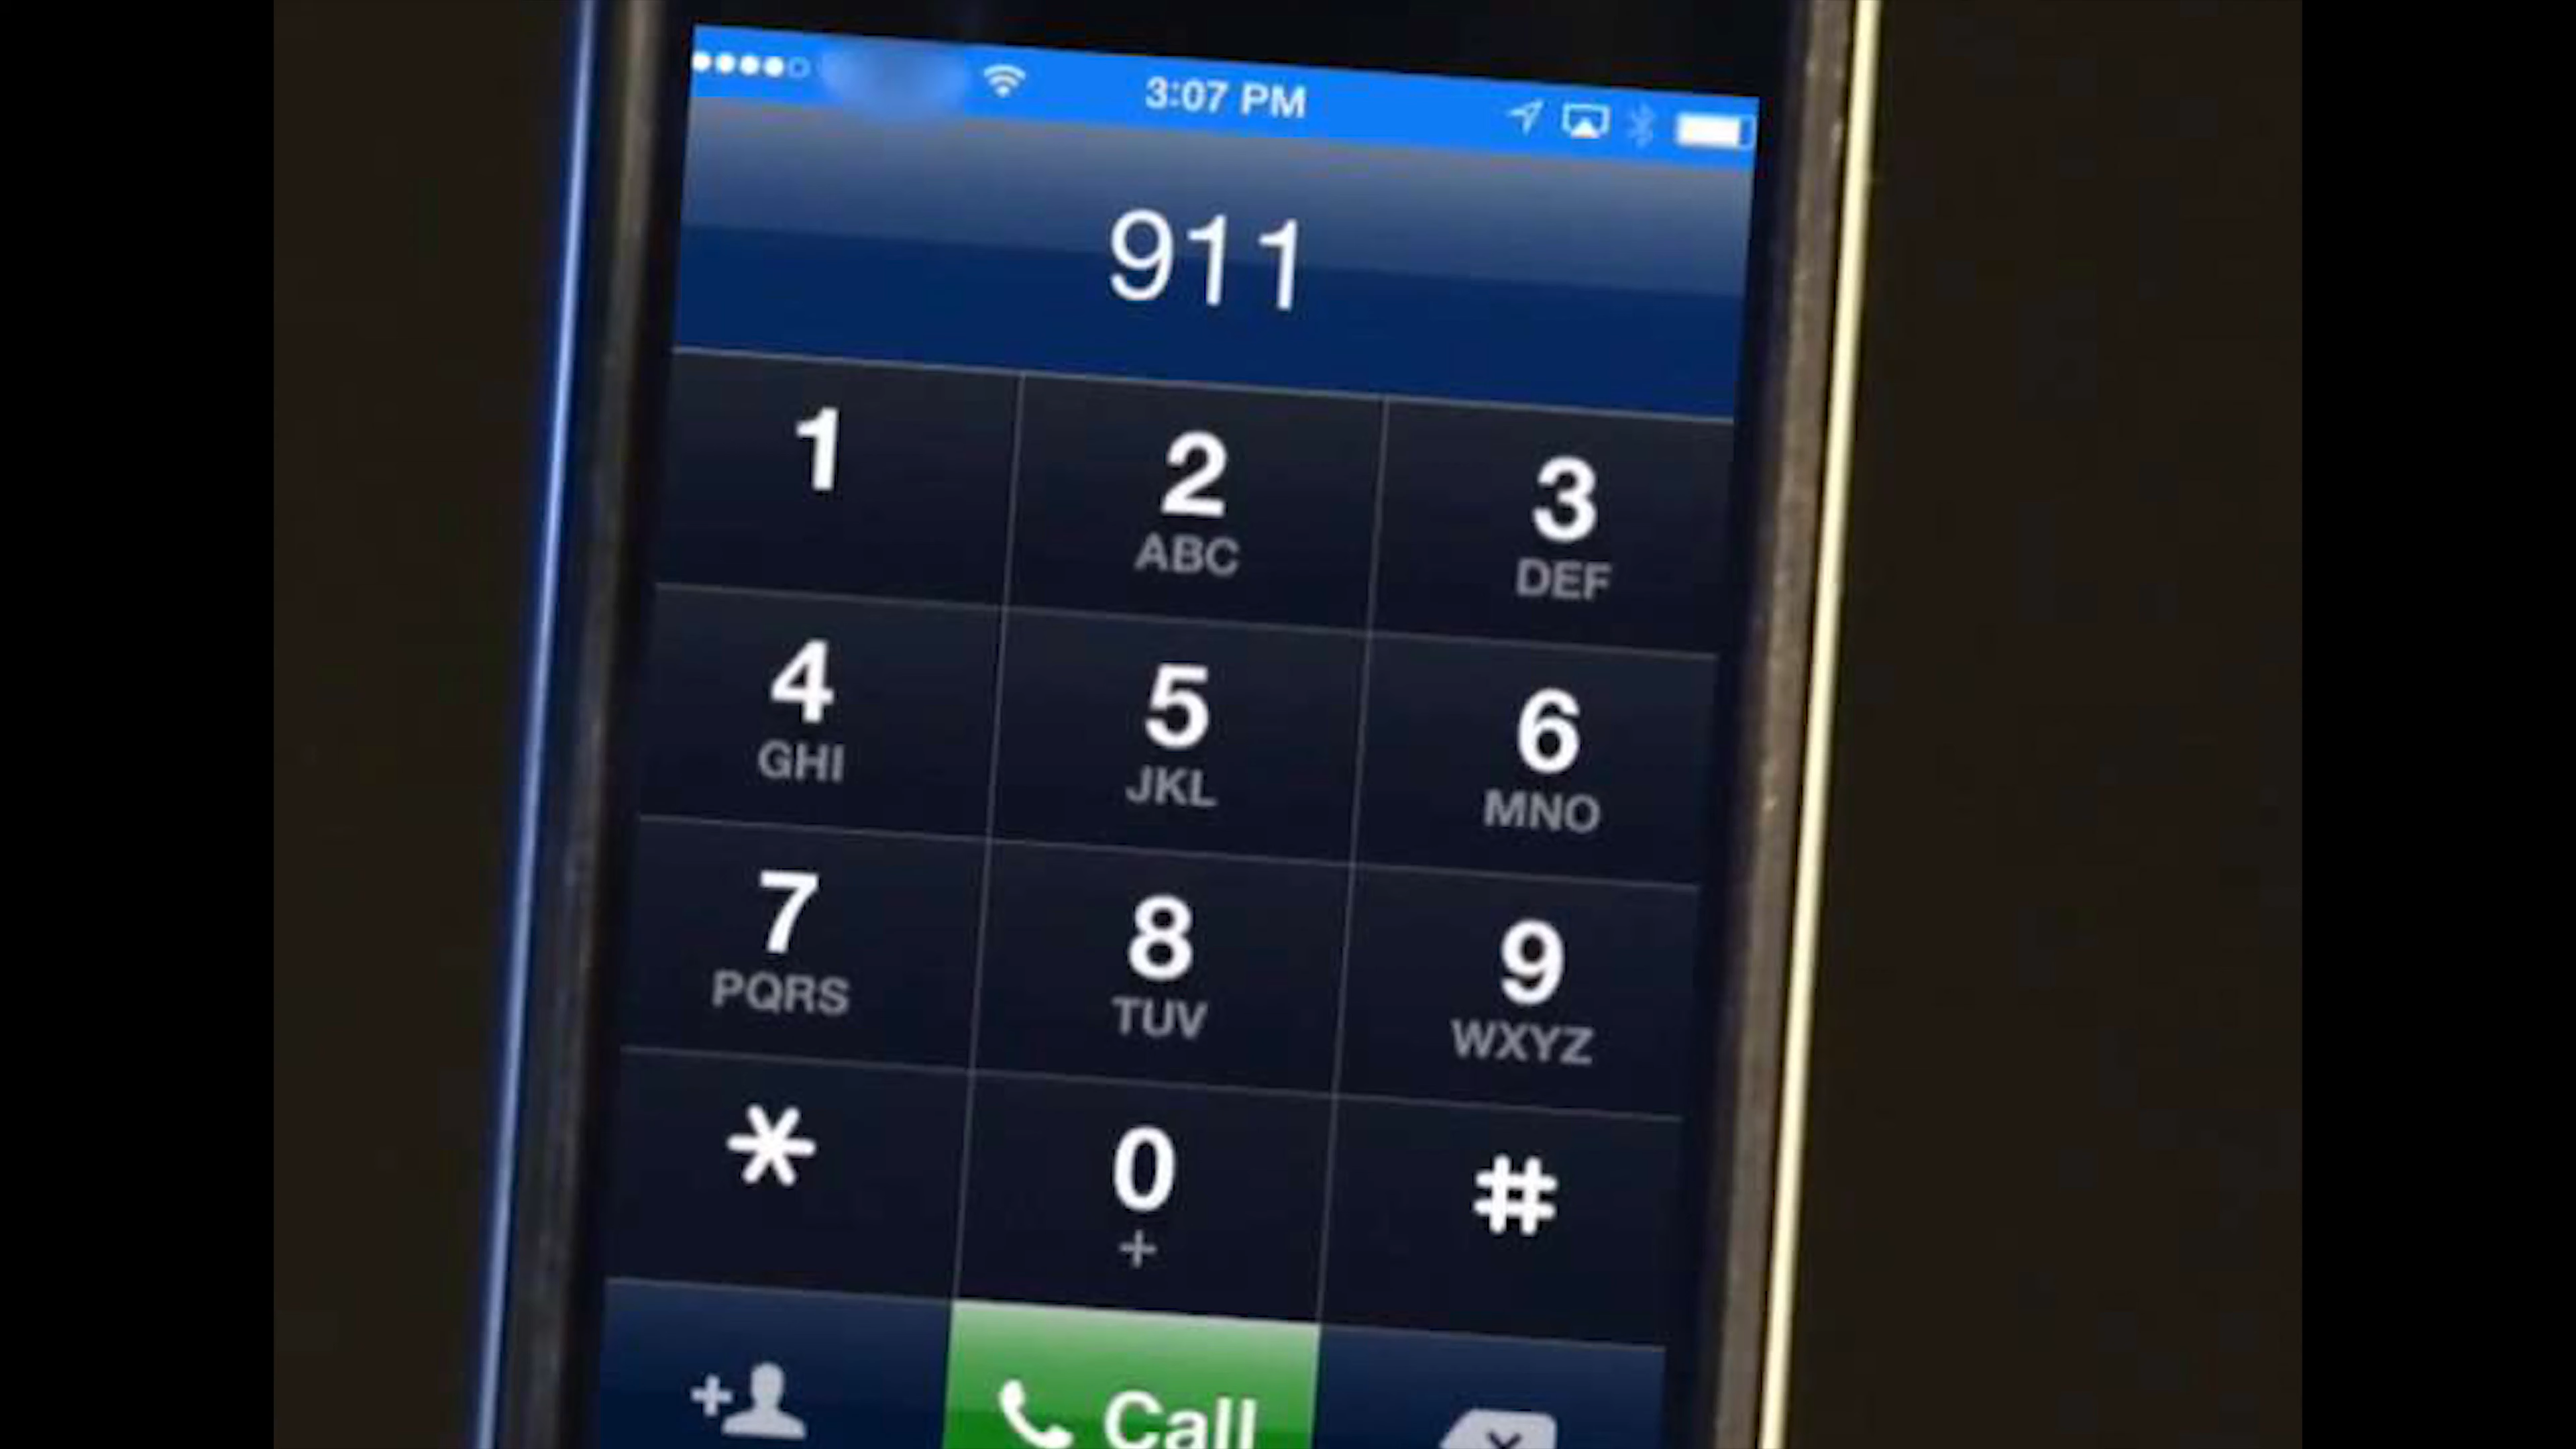 3:07 PM
911
1 2 3
ABC DEF
4 5 6
GHI JKL MNO
7 8 9
PQRS TUV WXYZ
* 0 #
+
Call